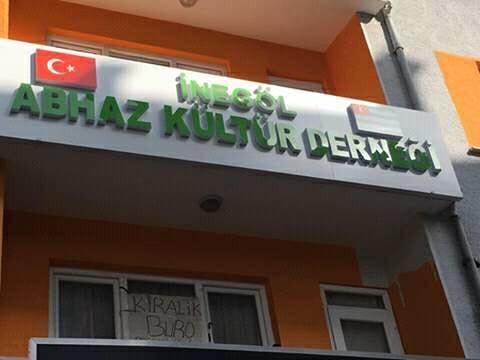 İNEGÖL
ABHAZ KÜLTÜR DERNEĞİ
KİRALIK
BÜRO